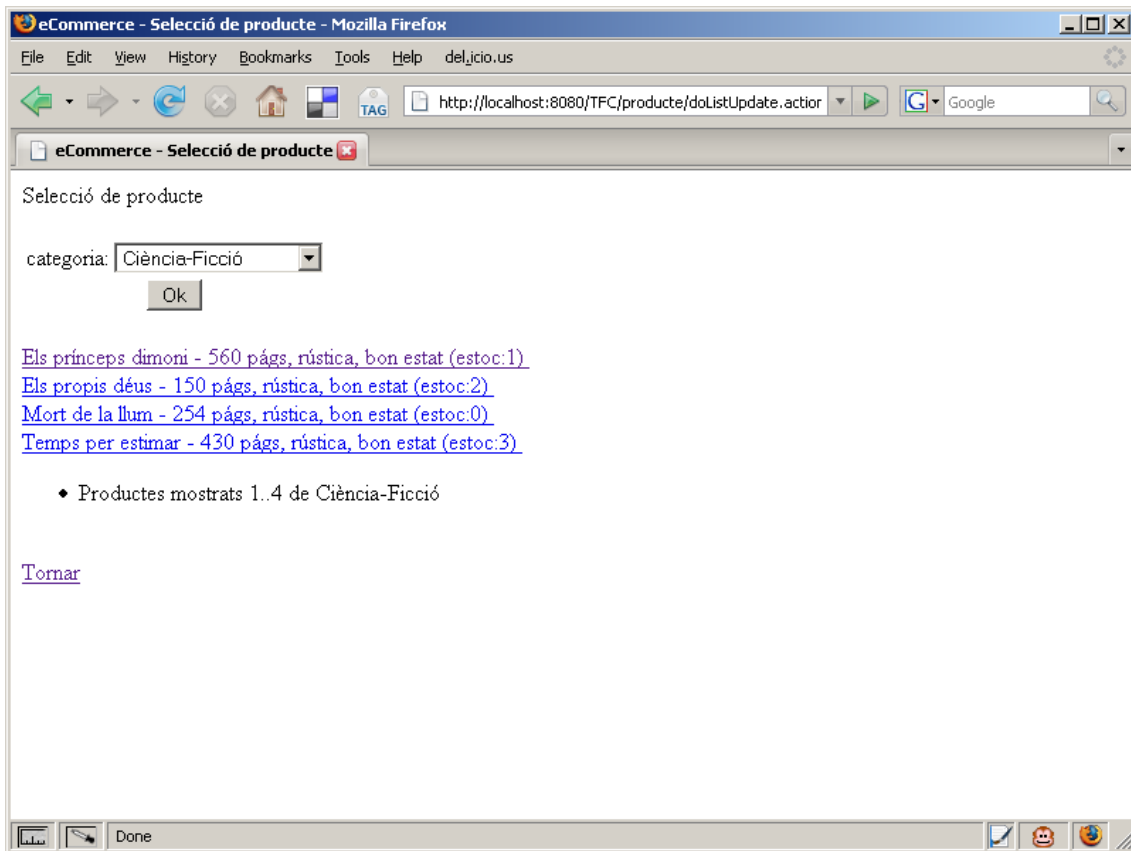 eCommerce - Selecció de producte - Mozilla Firefox
File Edit View History Bookmarks Tools Help del.icio.us
TAG http://localhost:8080/TFC/producte/doListUpdate.action G Google
eCommerce - Selecció de producte
Selecció de producte
categoria: Ciència-Ficció
Ok
Els prínceps dimoni - 560 págs, rústica, bon estat (estoc:1)
Els propis déus - 150 págs, rústica, bon estat (estoc:2)
Mort de la llum - 254 págs, rústica, bon estat (estoc:0)
Temps per estimar - 430 págs, rústica, bon estat (estoc:3)
• Productes mostrats 1..4 de Ciència-Ficció
Tornar
Done